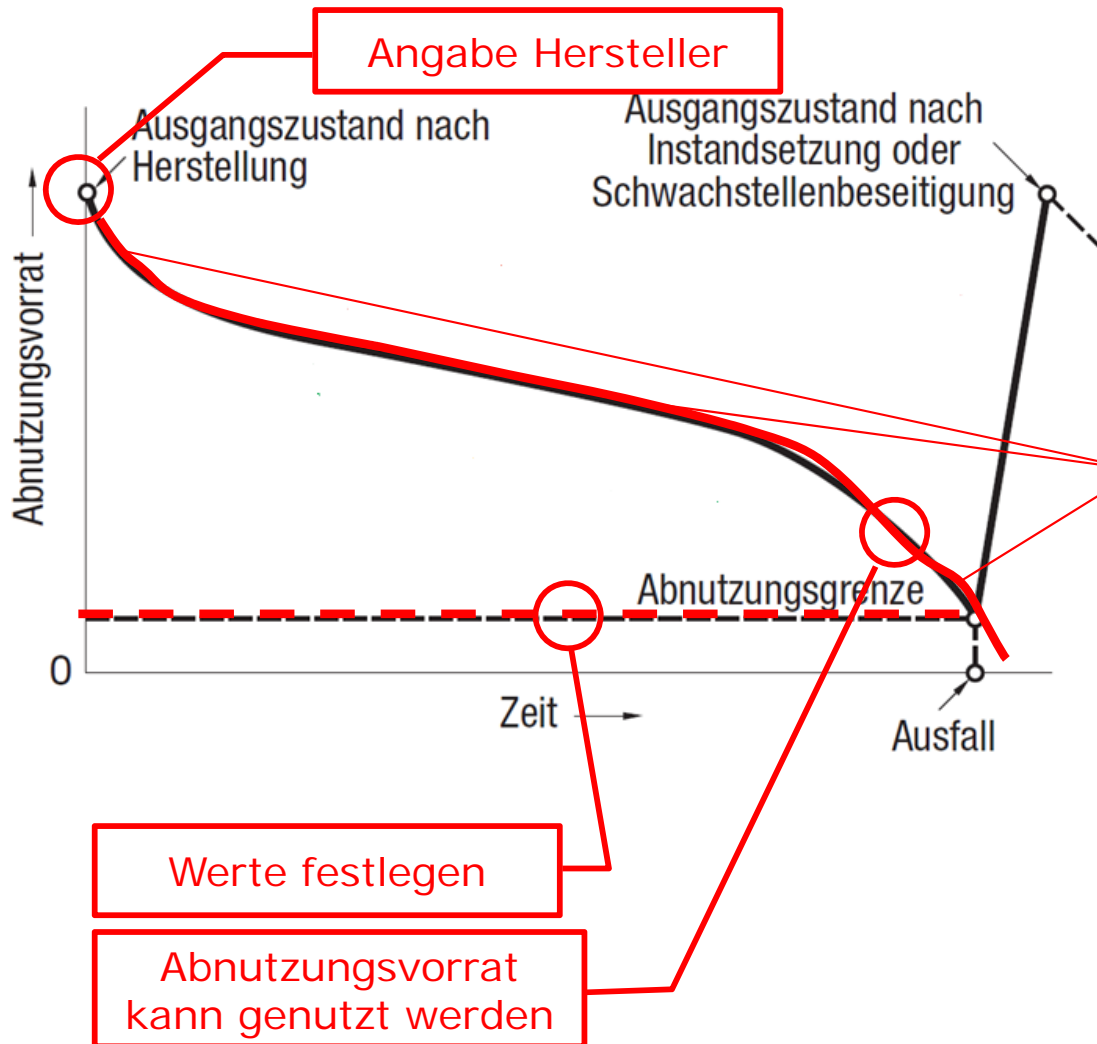 Angabe Hersteller
Ausgangszustand nach
Herstellung
Ausgangszustand nach
Instandsetzung oder
Schwachstellenbeseitigung
Abnutzungsvorrat
Abnutzungsgrenze
0
Zeit
Ausfall
Werte festlegen
Abnutzungsvorrat
kann genutzt werden